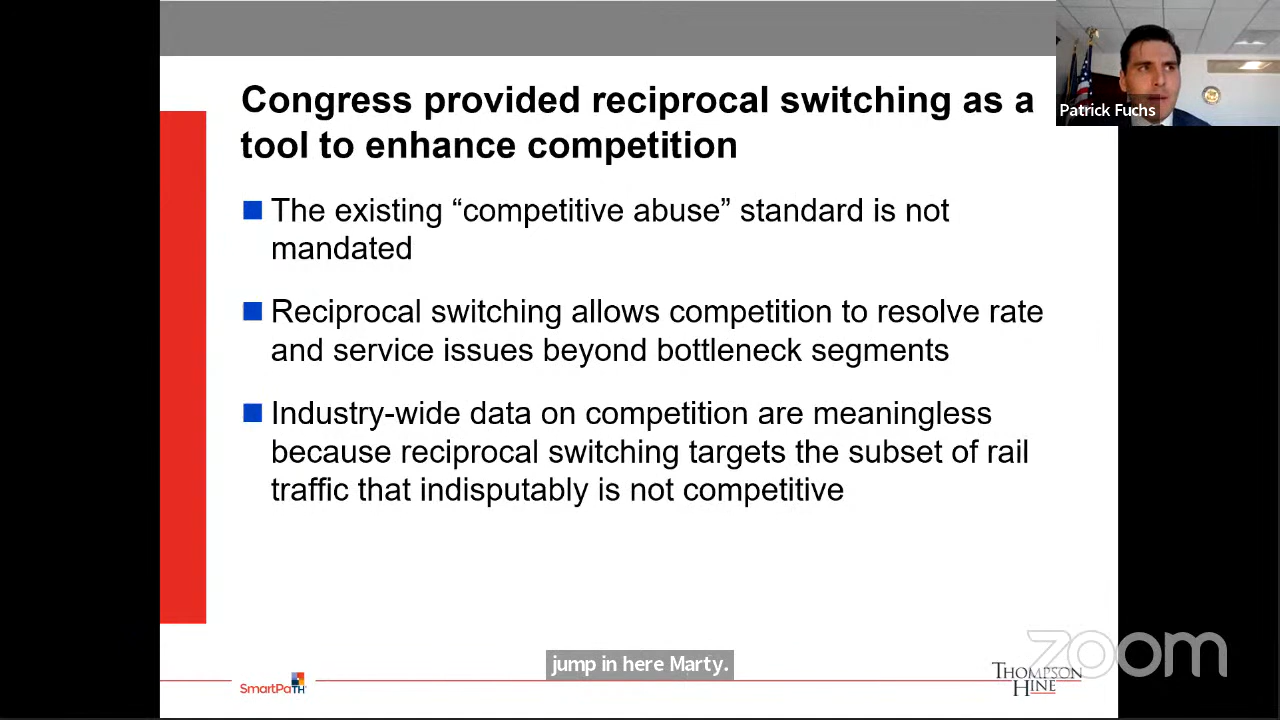 Patrick Fuchs
Congress provided reciprocal switching as a
tool to enhance competition
The existing “competitive abuse” standard is not
mandated
Reciprocal switching allows competition to resolve rate
and service issues beyond bottleneck segments
Industry-wide data on competition are meaningless
because reciprocal switching targets the subset of rail
traffic that indisputably is not competitive
jump in here Marty.
zoom
SmartPaTH
THOMPSON
HINE